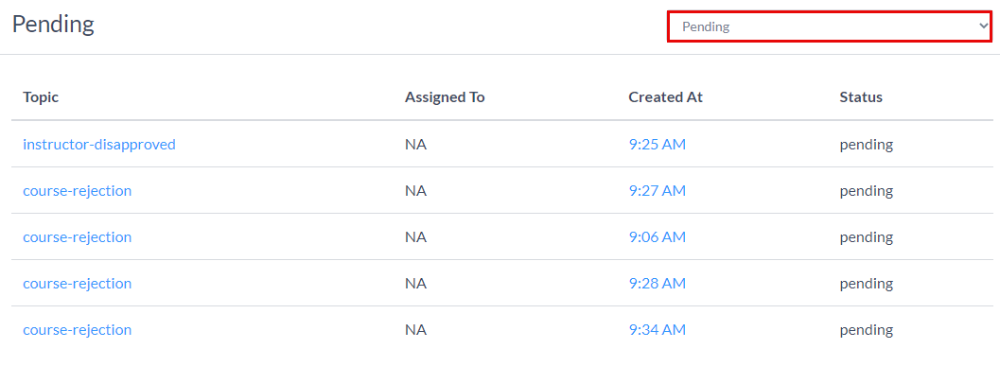 Pending
Pending
Topic Assigned To Created At Status
instructor-disapproved NA 9:25 AM pending
course-rejection NA 9:27 AM pending
course-rejection NA 9:06 AM pending
course-rejection NA 9:28 AM pending
course-rejection NA 9:34 AM pending